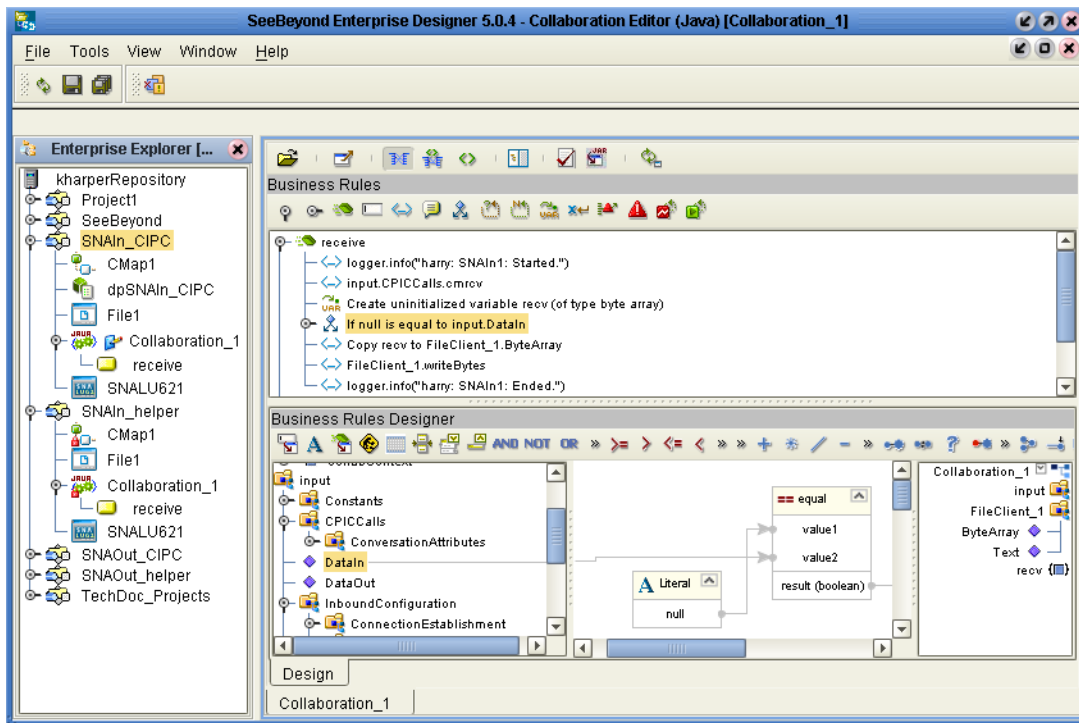 SeeBeyond Enterprise Designer 5.0.4 - Collaboration Editor (Java) [Collaboration_1]
File Tools View Window Help
Enterprise Explorer [...
kharperRepository
Project1
SeeBeyond
SNAIn_CIPC
CMap1
dpSNAIn_CIPC
File1
Collaboration_1
receive
SNALU621
SNAIn_helper
CMap1
File1
Collaboration_1
receive
SNALU621
SNAOut_CIPC
SNAOut_helper
TechDoc_Projects
Business Rules
receive
logger.info("harry: SNAIn1: Started.")
input.CPICCalls.cmrcv
Create uninitialized variable recv (of type byte array)
If null is equal to input.DataIn
Copy recv to FileClient_1.ByteArray
FileClient_1.writeBytes
logger.info("harry: SNAIn1: Ended.")
Business Rules Designer
AND NOT OR » >= > <= < » » + / - » »
input
Constants
CPICCalls
ConversationAttributes
DataIn
DataOut
InboundConfiguration
ConnectionEstablishment
== equal
value1
value2
result (boolean)
A Literal
null
Collaboration_1
input
FileClient_1
ByteArray
Text
recv
Design
Collaboration_1